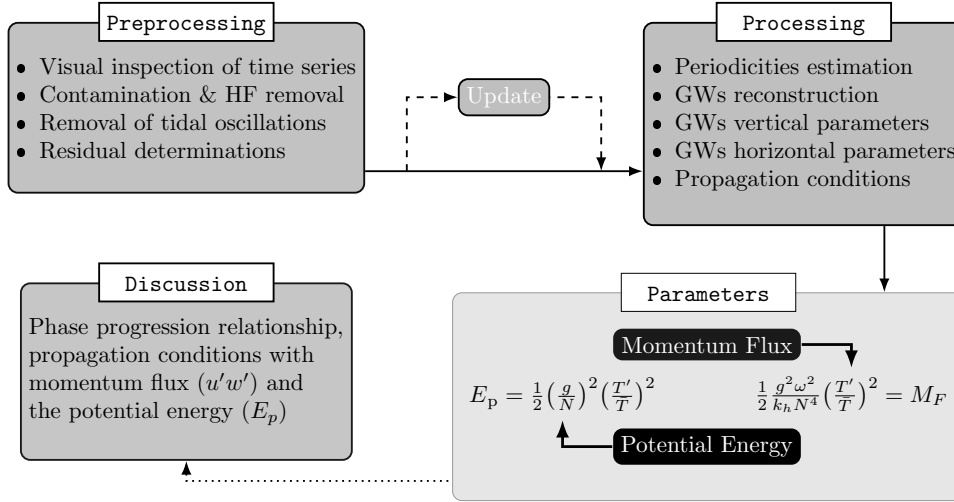 Preprocessing
• Visual inspection of time series
• Contamination & HF removal
• Removal of tidal oscillations
• Residual determinations
Update
Processing
• Periodicities estimation
• GWs reconstruction
• GWs vertical parameters
• GWs horizontal parameters
• Propagation conditions
Discussion
Phase progression relationship,
propagation conditions with
momentum flux (u′w′) and
the potential energy (E_p)
Parameters
Momentum Flux
E_p = 1/2 (g/N)^2 (T′/T̄)^2
1/2 g^2ω^2/k_hN^4 (T′/T̄)^2 = M_F
Potential Energy